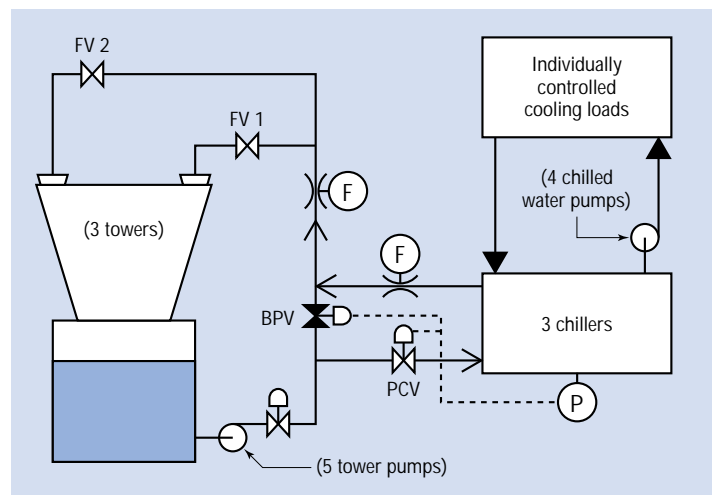 FV 2
FV 1
Individually
controlled
cooling loads
(4 chilled
water pumps)
F
(3 towers)
F
BPV
3 chillers
PCV
P
(5 tower pumps)